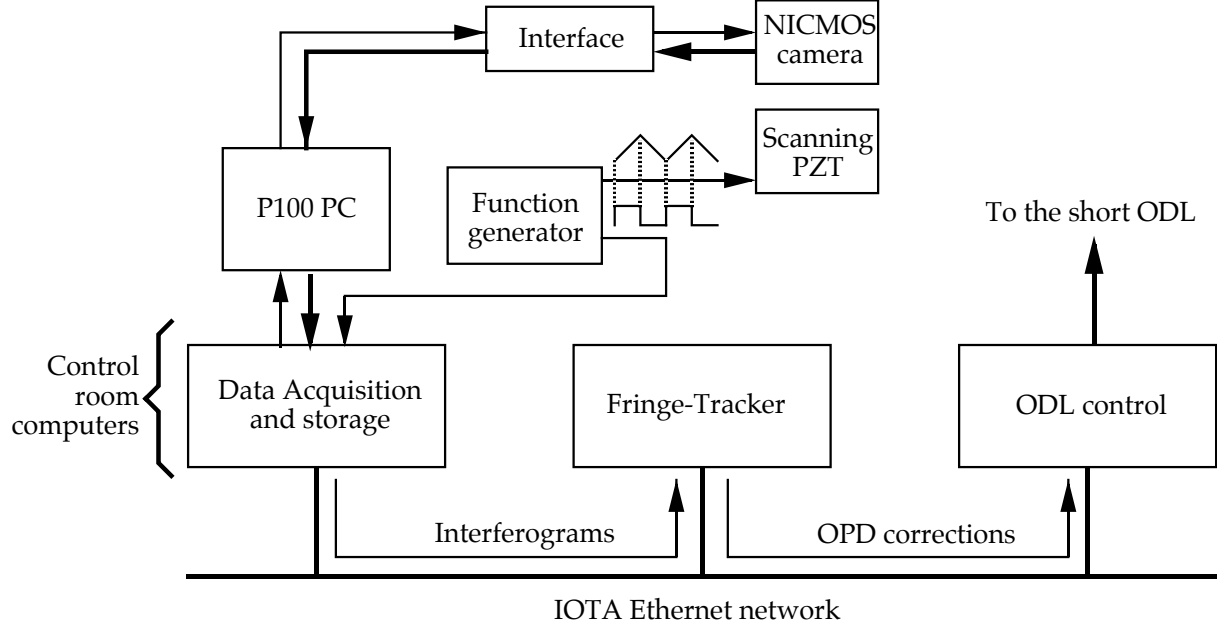 Interface
NICMOS
camera
Scanning
PZT
P100 PC
Function
generator
To the short ODL
Control
room
computers
Data Acquisition
and storage
Fringe-Tracker
ODL control
Interferograms
OPD corrections
IOTA Ethernet network